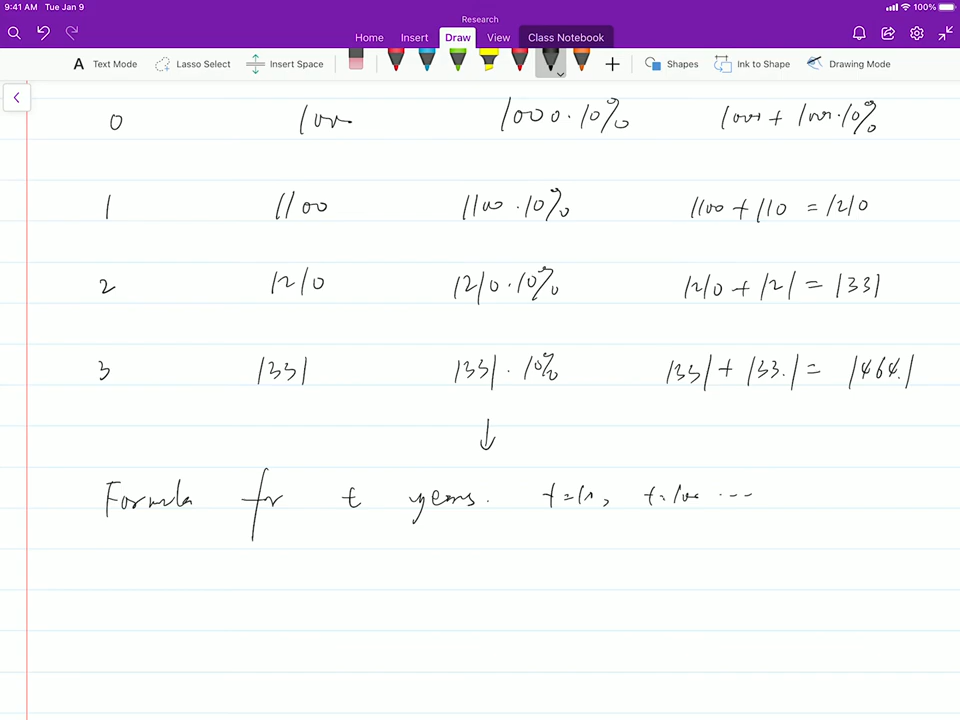 9:41 AM Tue Jan 9 100%
Research
Home Insert Draw View Class Notebook
Text Mode Lasso Select Insert Space Shapes Ink to Shape Drawing Mode
0 1000 1000·10% 1000 + 1000·10%
1 1100 1100·10% 1100 + 110 = 1210
2 1210 1210·10% 1210 + 121 = 1331
3 1331 1331·10% 1331 + 133.1 = 1464.1
↓
Formula for t years. t=10, t=100 ...